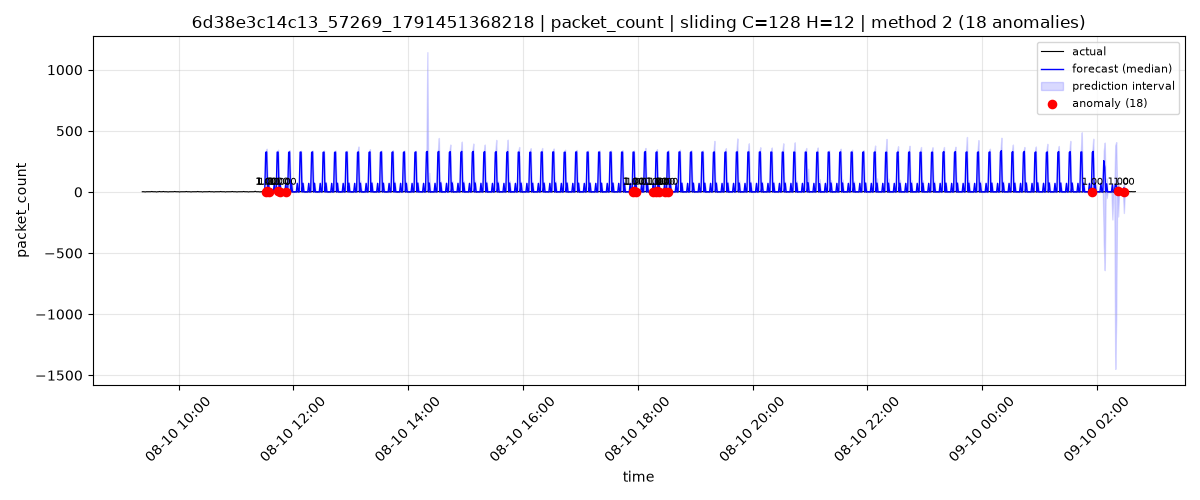 6d38e3c14c13_57269_1791451368218 | packet_count | sliding C=128 H=12 | method 2 (18 anomalies)
actual
forecast (median)
prediction interval
anomaly (18)
packet_count
1000
500
0
−500
−1000
−1500
1.00
08-10 10:00
08-10 12:00
08-10 14:00
08-10 16:00
08-10 18:00
08-10 20:00
08-10 22:00
09-10 00:00
09-10 02:00
time